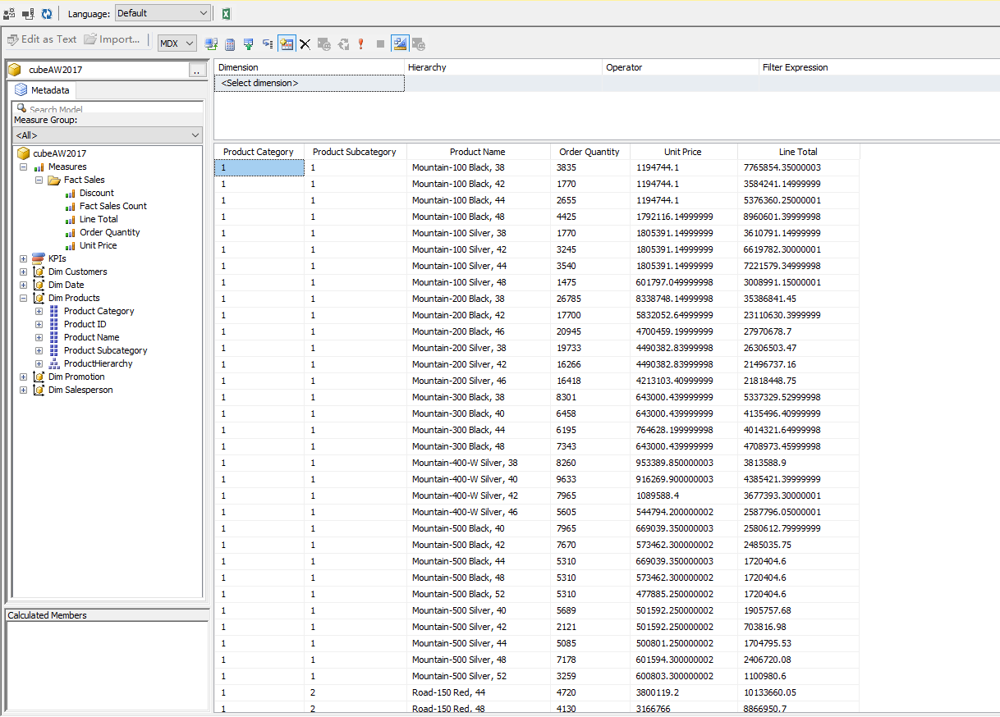 Language: Default
Edit as Text Import... MDX
cubeAW2017 ..
Metadata
Search Model
Measure Group:
<All>
cubeAW2017
Measures
Fact Sales
Discount
Fact Sales Count
Line Total
Order Quantity
Unit Price
KPIs
Dim Customers
Dim Date
Dim Products
Product Category
Product ID
Product Name
Product Subcategory
ProductHierarchy
Dim Promotion
Dim Salesperson
Calculated Members
Dimension Hierarchy Operator Filter Expression
<Select dimension>
Product Category Product Subcategory Product Name Order Quantity Unit Price Line Total
1 1 Mountain-100 Black, 38 3835 1194744.1 7765854.35000003
1 1 Mountain-100 Black, 42 1770 1194744.1 3584241.14999999
1 1 Mountain-100 Black, 44 2655 1194744.1 5376360.25000001
1 1 Mountain-100 Black, 48 4425 1792116.14999999 8960601.39999998
1 1 Mountain-100 Silver, 38 1770 1805391.14999999 3610791.14999999
1 1 Mountain-100 Silver, 42 3245 1805391.14999999 6619782.30000001
1 1 Mountain-100 Silver, 44 3540 1805391.14999999 7221579.34999998
1 1 Mountain-100 Silver, 48 1475 601797.049999998 3008991.15000001
1 1 Mountain-200 Black, 38 26785 8338748.14999998 35386841.45
1 1 Mountain-200 Black, 42 17700 5832052.64999999 23110630.3999999
1 1 Mountain-200 Black, 46 20945 4700459.19999999 27970678.7
1 1 Mountain-200 Silver, 38 19733 4490382.83999998 26306503.47
1 1 Mountain-200 Silver, 42 16266 4490382.83999998 21496737.16
1 1 Mountain-200 Silver, 46 16418 4213103.40999999 21818448.75
1 1 Mountain-300 Black, 38 8301 643000.439999999 5337329.52999998
1 1 Mountain-300 Black, 40 6458 643000.439999999 4135496.40999999
1 1 Mountain-300 Black, 44 6195 764628.199999998 4014321.64999998
1 1 Mountain-300 Black, 48 7343 643000.439999999 4708973.45999998
1 1 Mountain-400-W Silver, 38 8260 953389.850000003 3813588.9
1 1 Mountain-400-W Silver, 40 9633 916269.900000003 4385421.39999999
1 1 Mountain-400-W Silver, 42 7965 1089588.4 3677393.30000001
1 1 Mountain-400-W Silver, 46 5605 544794.200000002 2587796.05000001
1 1 Mountain-500 Black, 40 7965 669039.350000003 2580612.79999999
1 1 Mountain-500 Black, 42 7670 573462.300000002 2485035.75
1 1 Mountain-500 Black, 44 5310 669039.350000003 1720404.6
1 1 Mountain-500 Black, 48 5310 573462.300000002 1720404.6
1 1 Mountain-500 Black, 52 5310 477885.250000002 1720404.6
1 1 Mountain-500 Silver, 40 5689 501592.250000002 1905757.68
1 1 Mountain-500 Silver, 42 2121 501592.250000002 703816.98
1 1 Mountain-500 Silver, 44 5085 500801.250000002 1704795.53
1 1 Mountain-500 Silver, 48 7178 601594.300000002 2406720.08
1 1 Mountain-500 Silver, 52 3259 600803.300000002 1100980.6
1 2 Road-150 Red, 44 4720 3800119.2 10133660.05
1 2 Road-150 Red, 48 4130 3166766 8866950.7